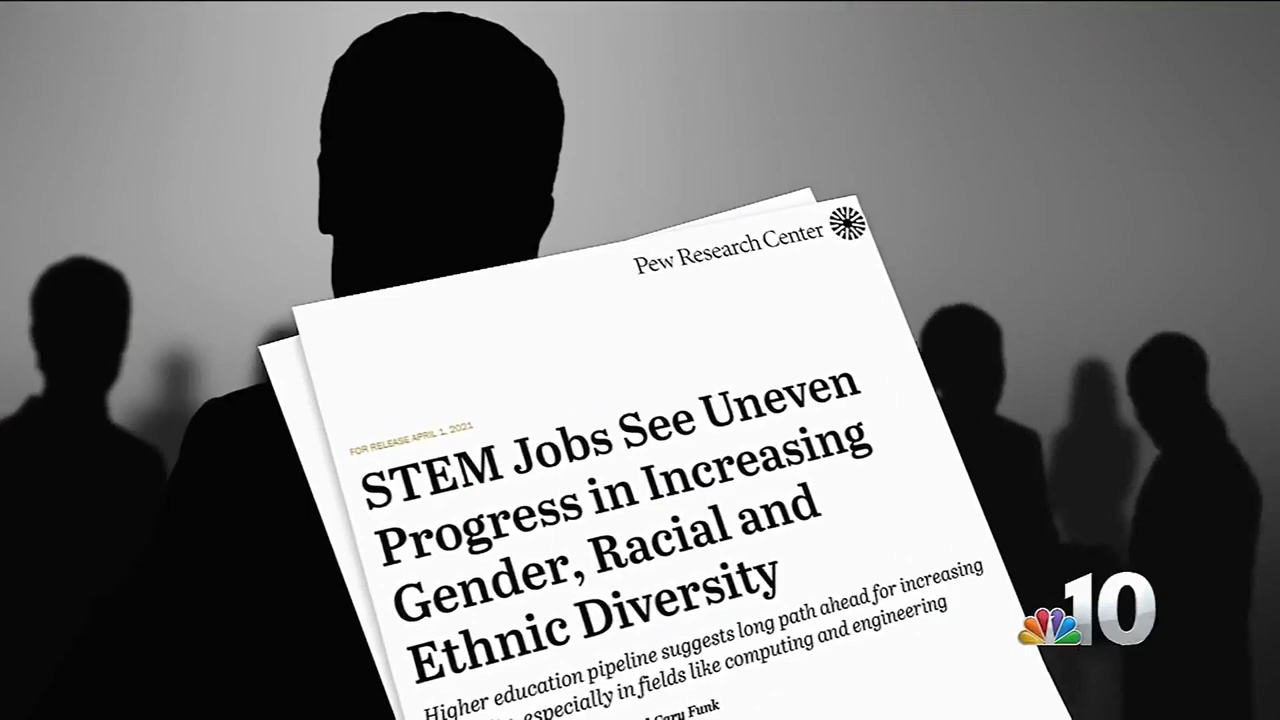 Pew Research Center
FOR RELEASE APRIL 1, 2021
STEM Jobs See Uneven
Progress in Increasing
Gender, Racial and
Ethnic Diversity
Higher education pipeline suggests long path ahead for increasing
especially in fields like computing and engineering
Cary Funk
10